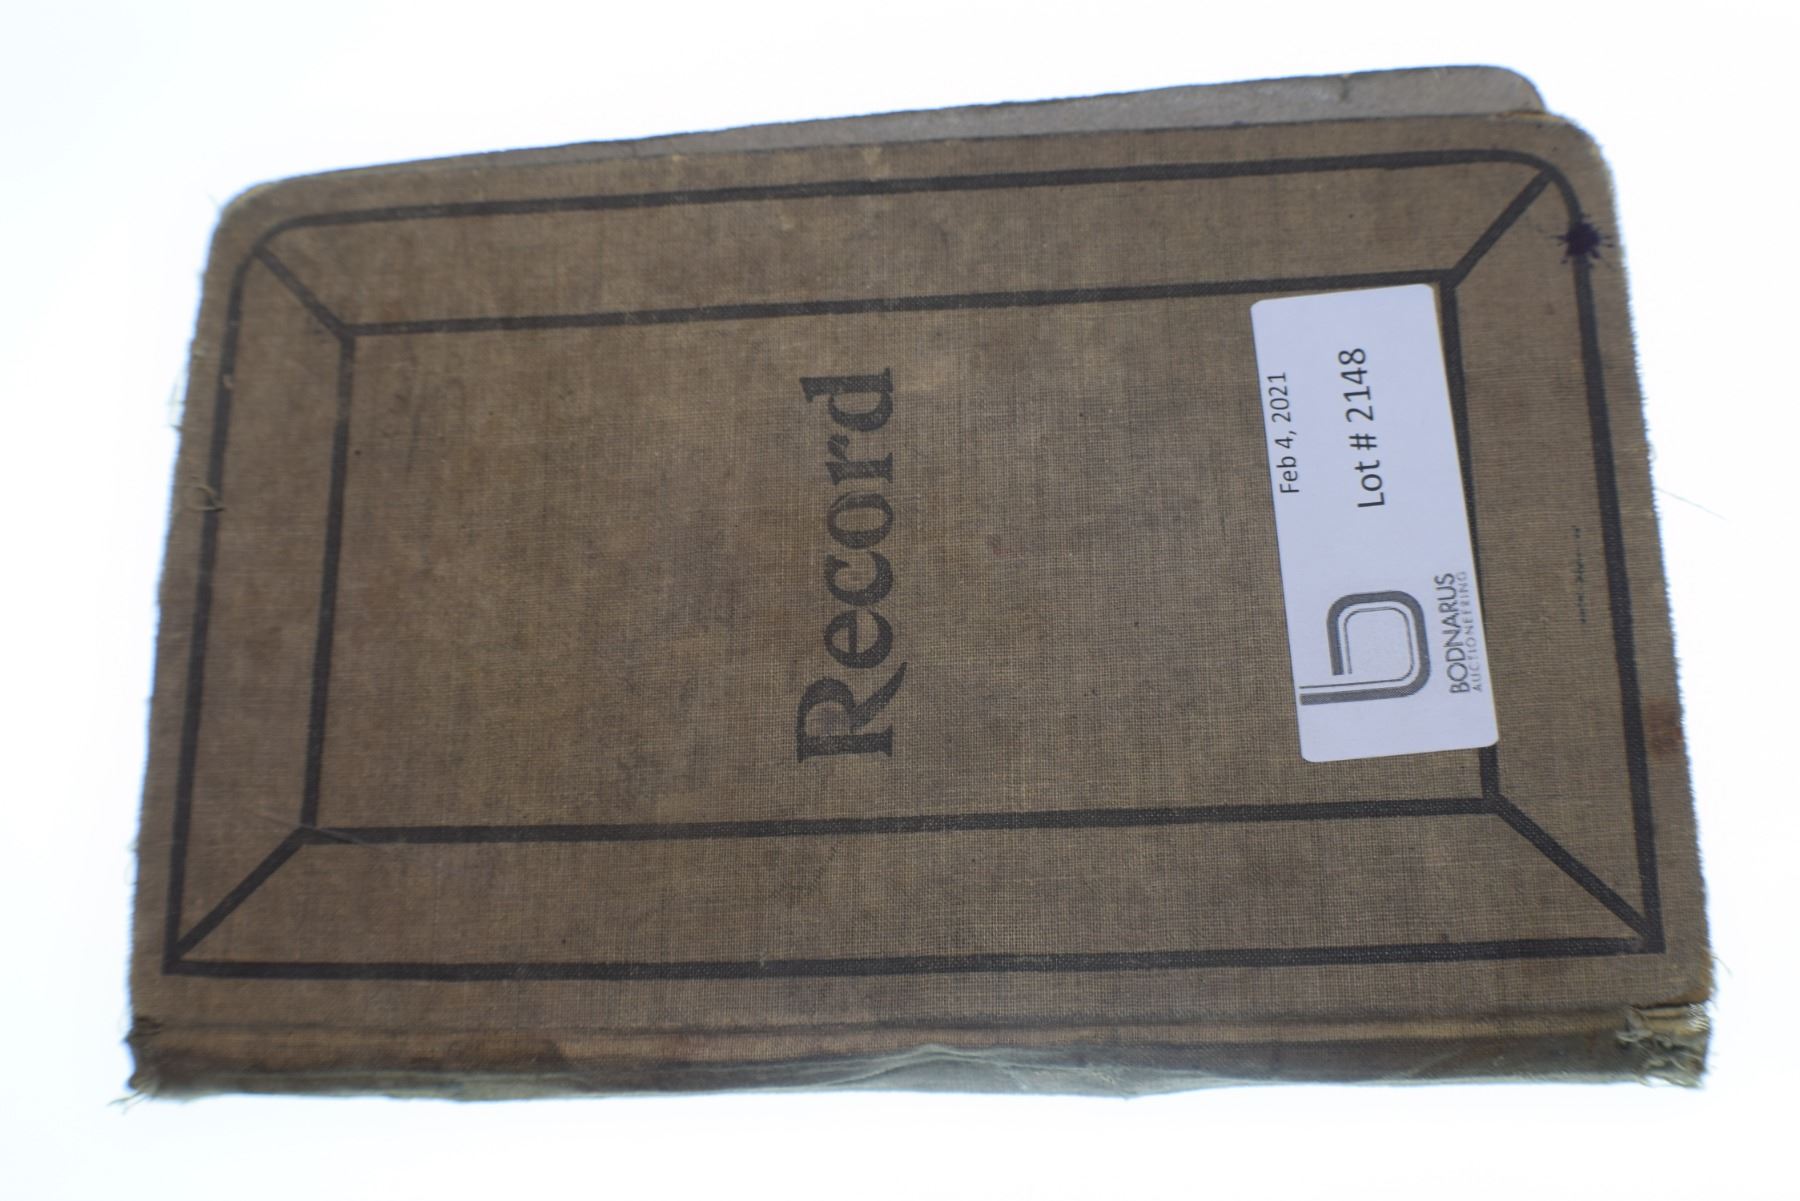 Record
Feb 4, 2021
Lot # 2148
BODNARUS
AUCTIONEERING